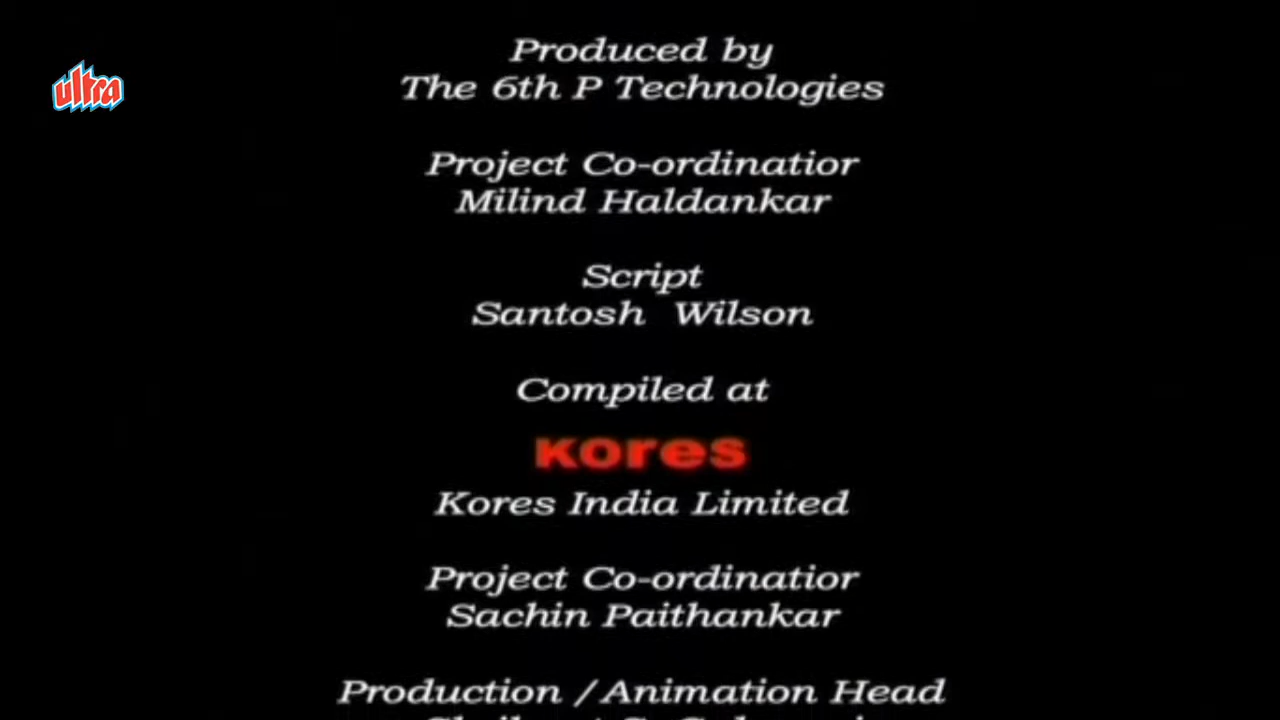 ultra
Produced by
The 6th P Technologies
Project Co-ordinatior
Milind Haldankar
Script
Santosh Wilson
Compiled at
Kores
Kores India Limited
Project Co-ordinatior
Sachin Paithankar
Production / Animation Head